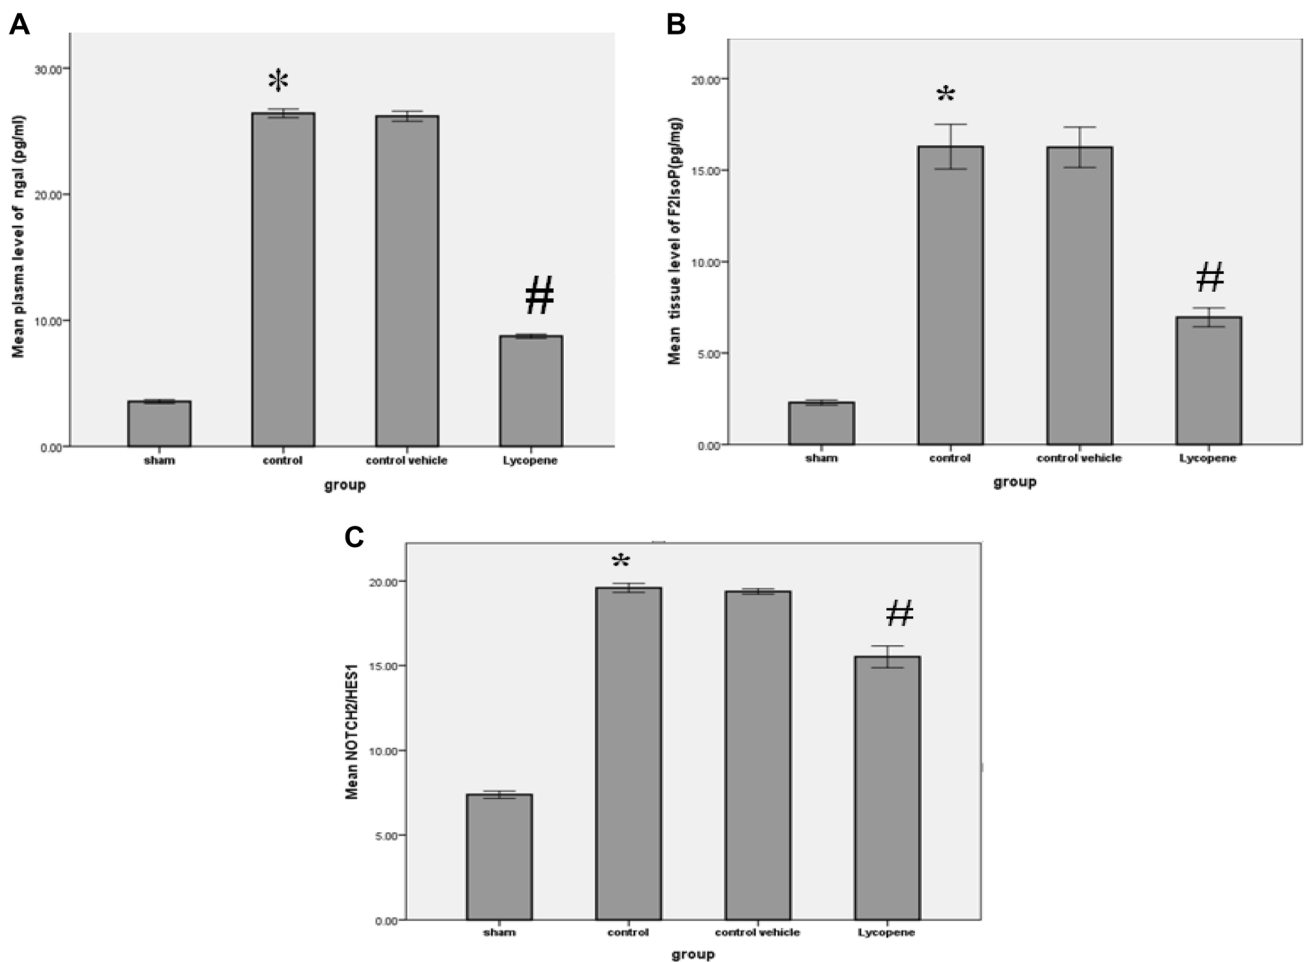 A
Mean plasma level of ngal (pg/ml)
30.00
20.00
10.00
0.00
*
#
sham control control vehicle Lycopene
group
B
Mean tissue level of F2IsoP(pg/mg)
20.00
15.00
10.00
5.00
0.00
*
#
sham control control vehicle Lycopene
group
C
Mean NOTCH2/HES1
20.00
15.00
10.00
5.00
0.00
*
#
sham control control vehicle Lycopene
group